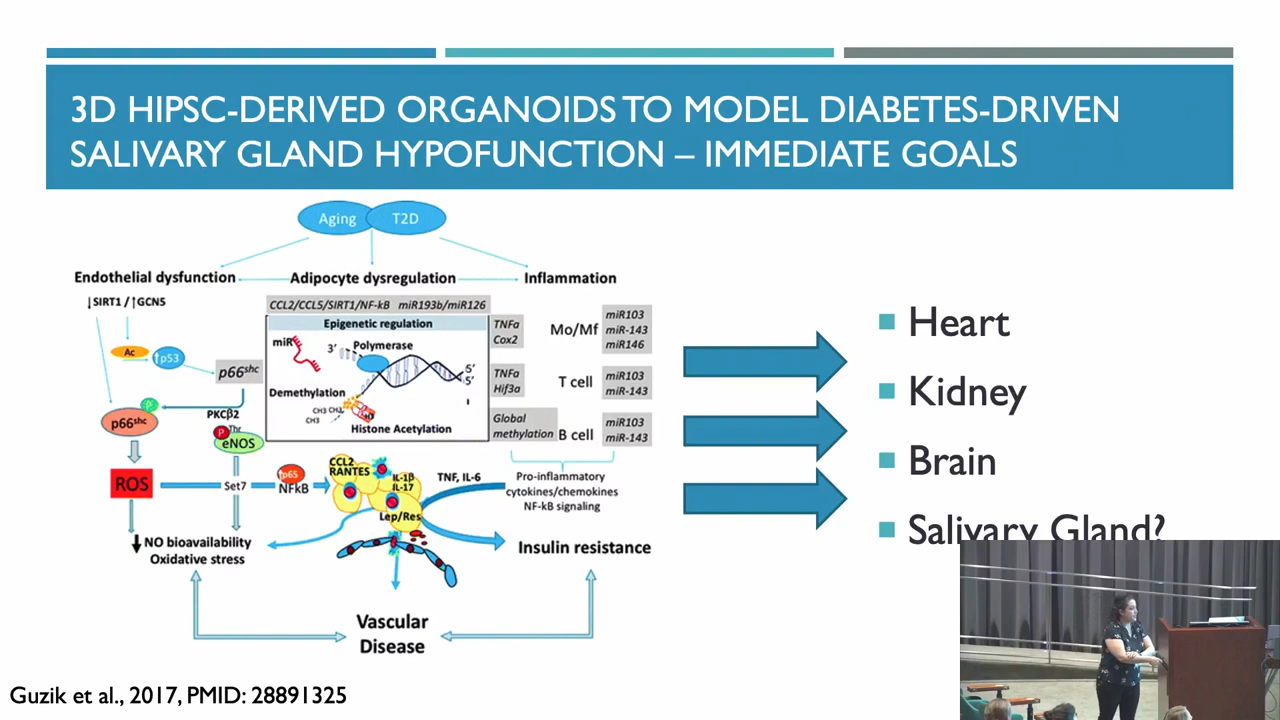 3D HIPSC-DERIVED ORGANOIDS TO MODEL DIABETES-DRIVEN
SALIVARY GLAND HYPOFUNCTION – IMMEDIATE GOALS
Aging
T2D
Endothelial dysfunction
Adipocyte dysregulation
Inflammation
↓SIRT1 / ↑GCN5
Ac
↑p53
p66shc
p66shc
P
PKCβ2
Thr
P
eNOS
ROS
Set7
↑p65
NFkB
↓ NO bioavailability
Oxidative stress
CCL2/CCL5/SIRT1/NF-kB miR193b/miR126
Epigenetic regulation
miR
3’
Polymerase
5’
5’
Demethylation
CH3 CH3
CH3
Histone Acetylation
TNFa
Cox2
TNFa
Hif3a
Global
methylation
Mo/Mf
miR103
miR-143
miR146
T cell
miR103
miR-143
B cell
miR103
miR-143
CCL2
RANTES
IL-1β
IL-17
Lep/Res
TNF, IL-6
Pro-inflammatory
cytokines/chemokines
NF-kB signaling
Insulin resistance
Vascular
Disease
Heart
Kidney
Brain
Salivary Gland?
Guzik et al., 2017, PMID: 28891325